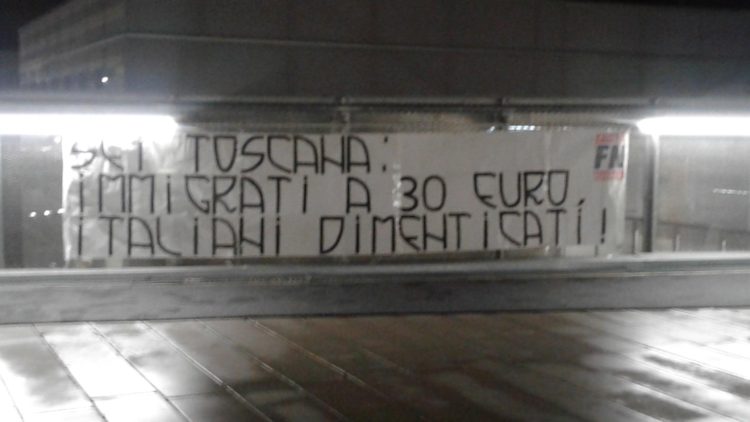 SEI TOSCANA:
IMMIGRATI A 30 EURO,
ITALIANI DIMENTICATI!
FN